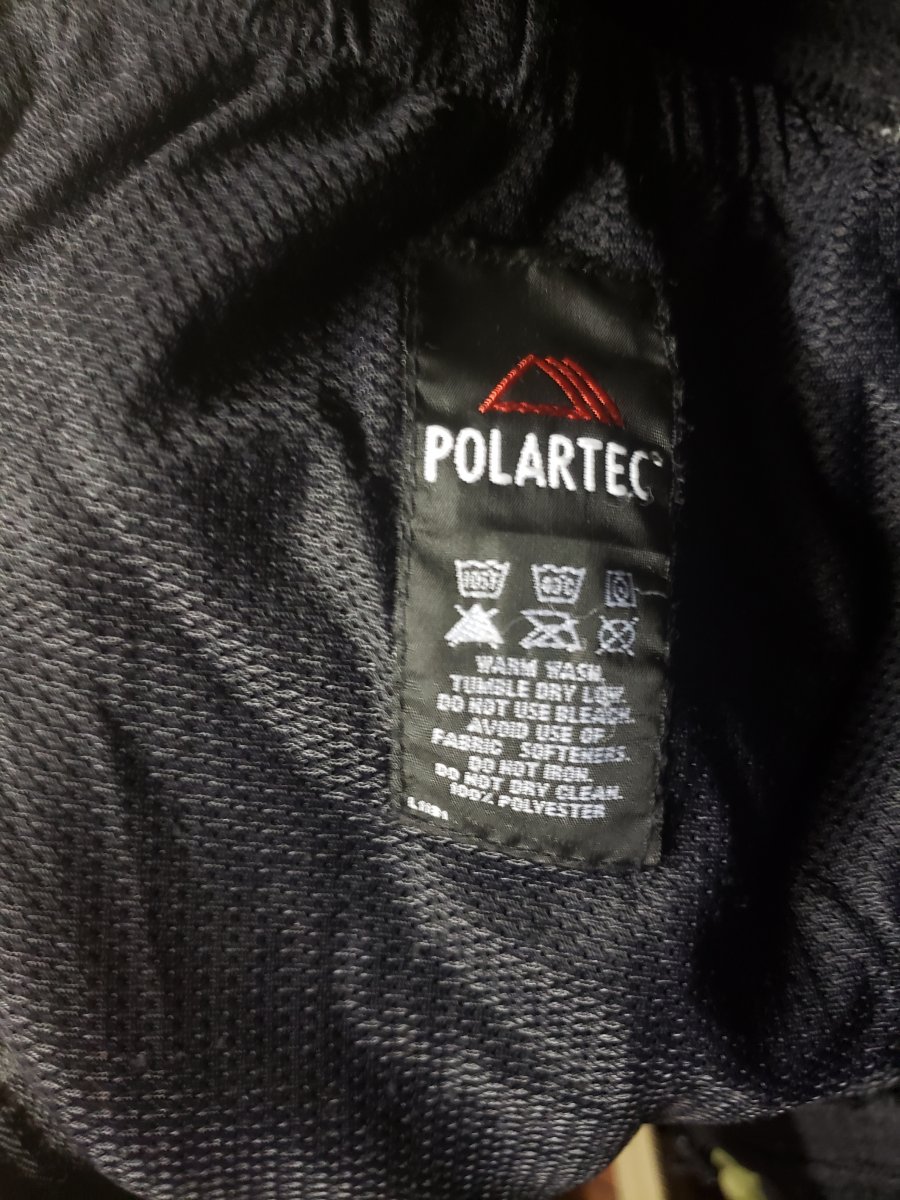 POLARTEC
WARM WASH.
TUMBLE DRY LOW.
DO NOT USE BLEACH.
AVOID USE OF
FABRIC SOFTENERS.
DO NOT IRON.
DO NOT DRY CLEAN.
100% POLYESTER